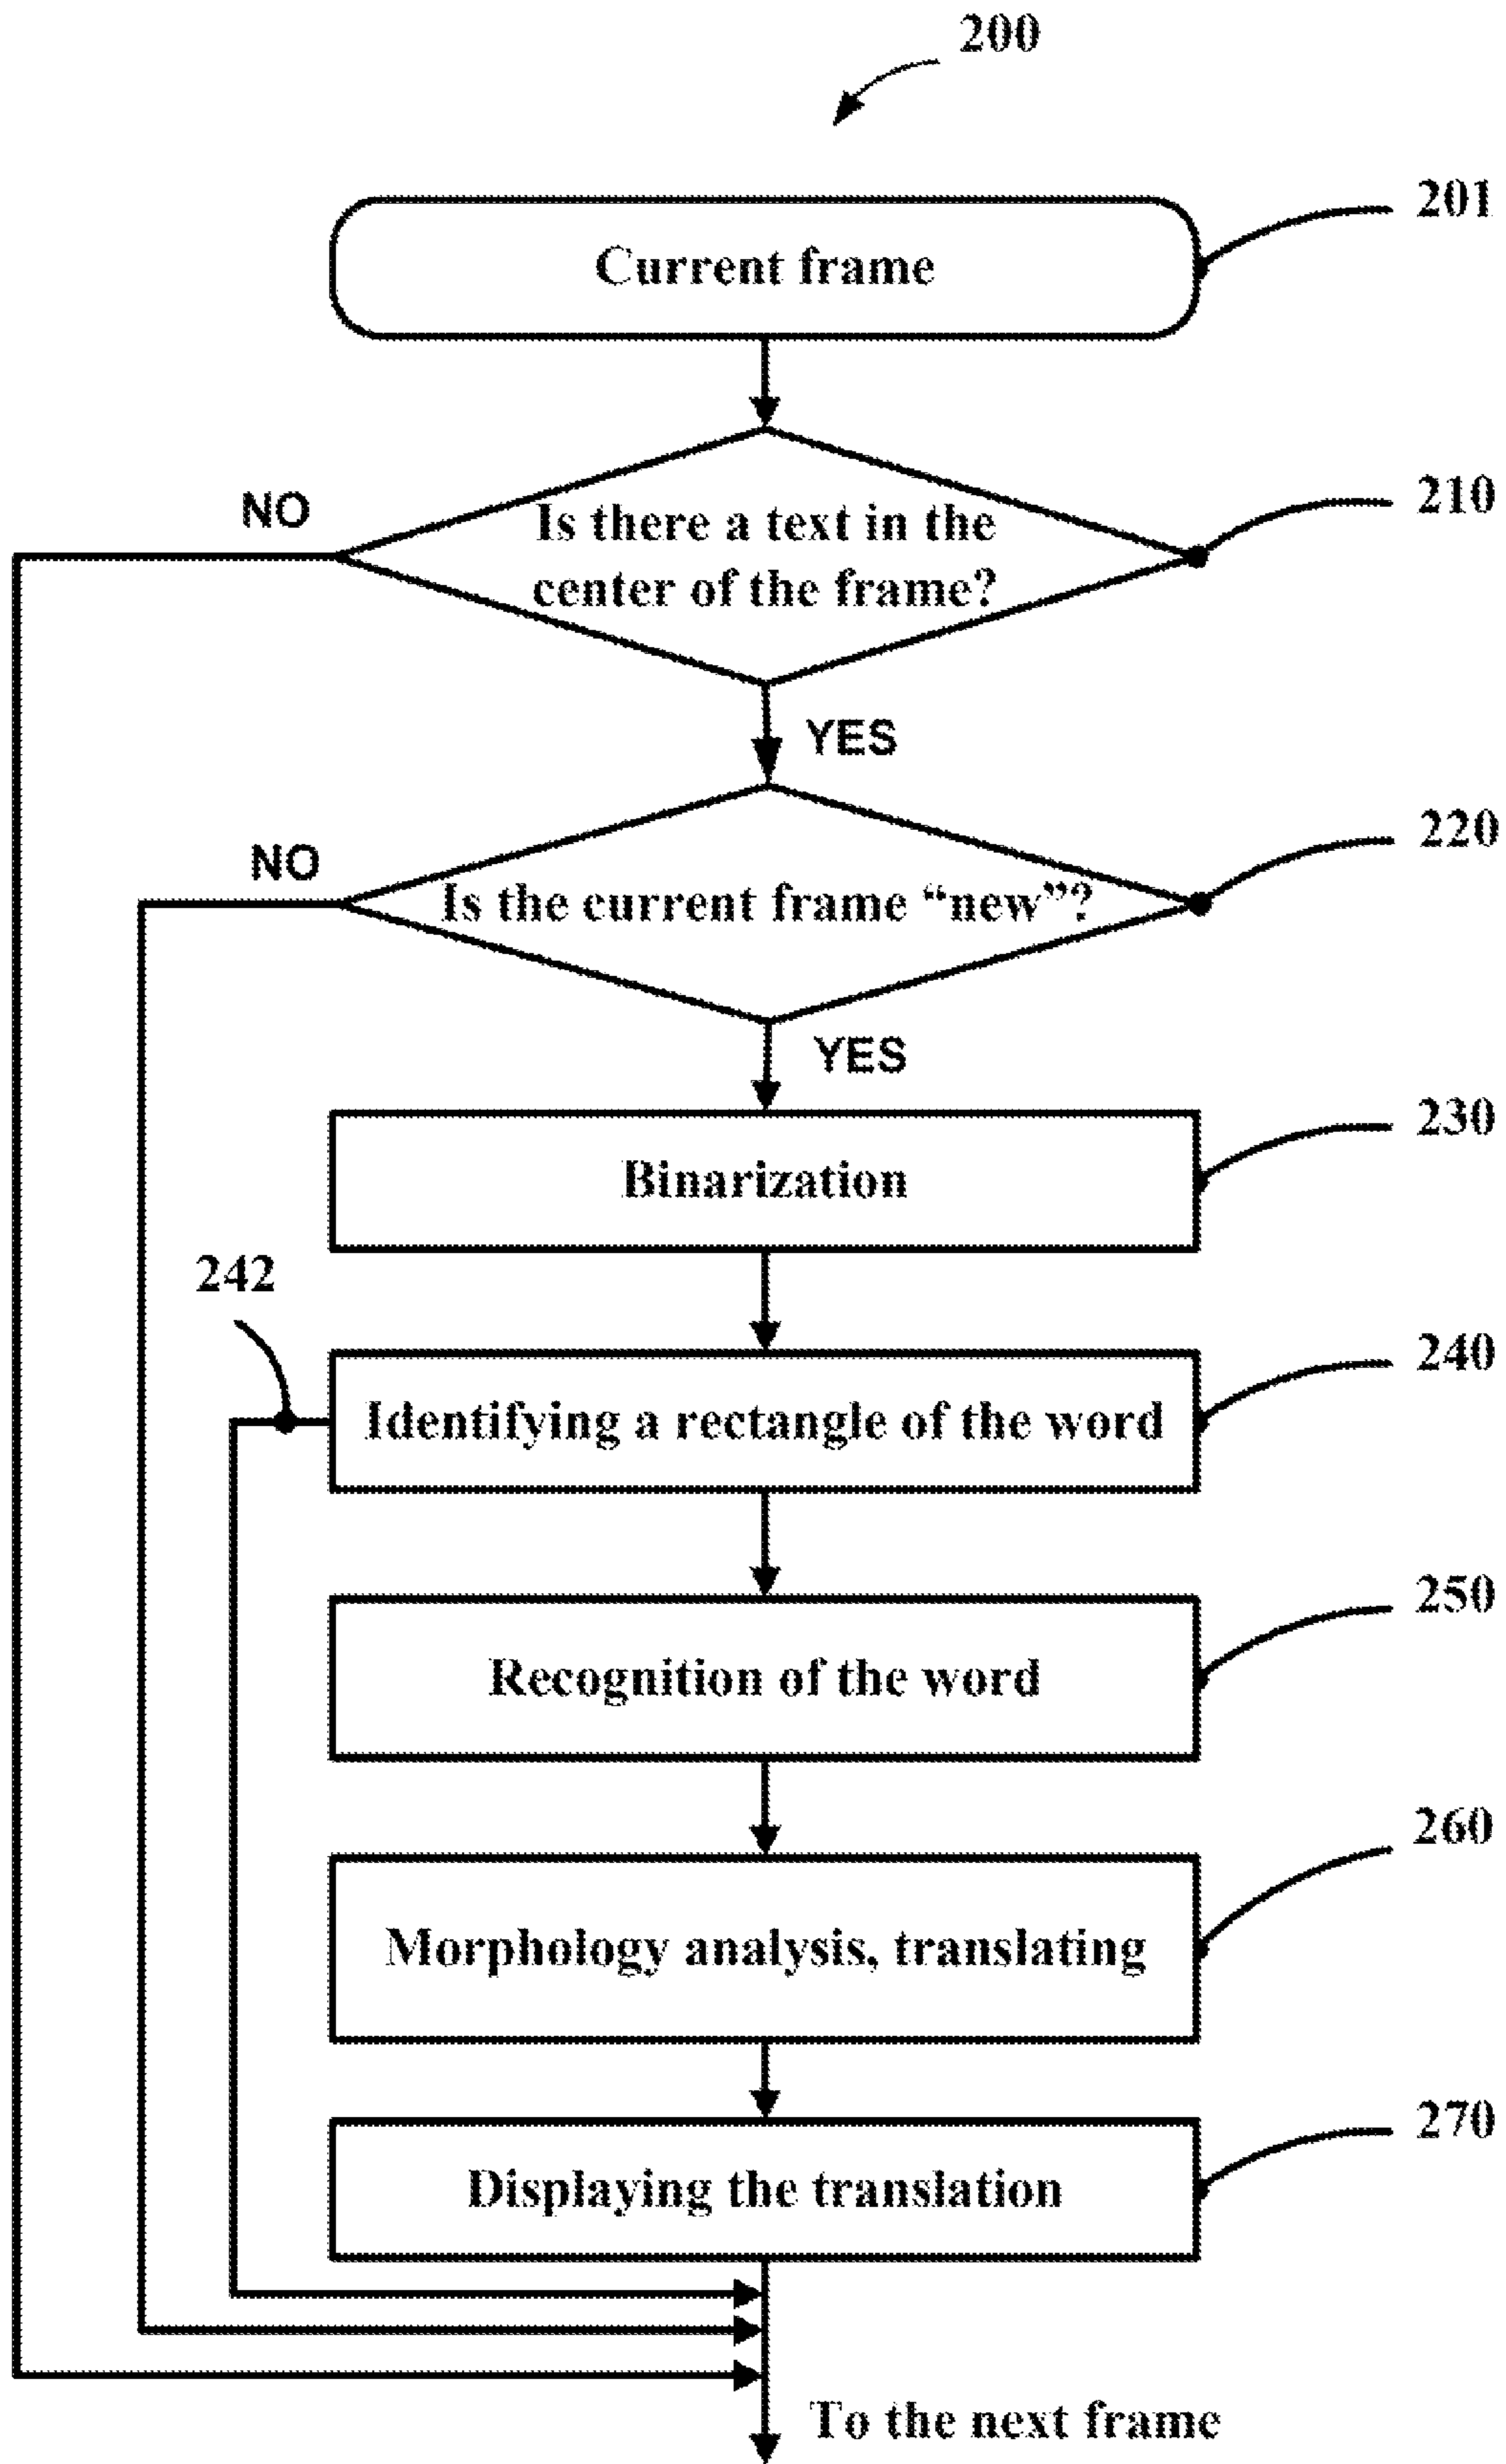 200
201
Current frame
210
NO
Is there a text in the
center of the frame?
YES
220
NO
Is the current frame “new”?
YES
230
Binarization
242
240
Identifying a rectangle of the word
250
Recognition of the word
260
Morphology analysis, translating
270
Displaying the translation
To the next frame